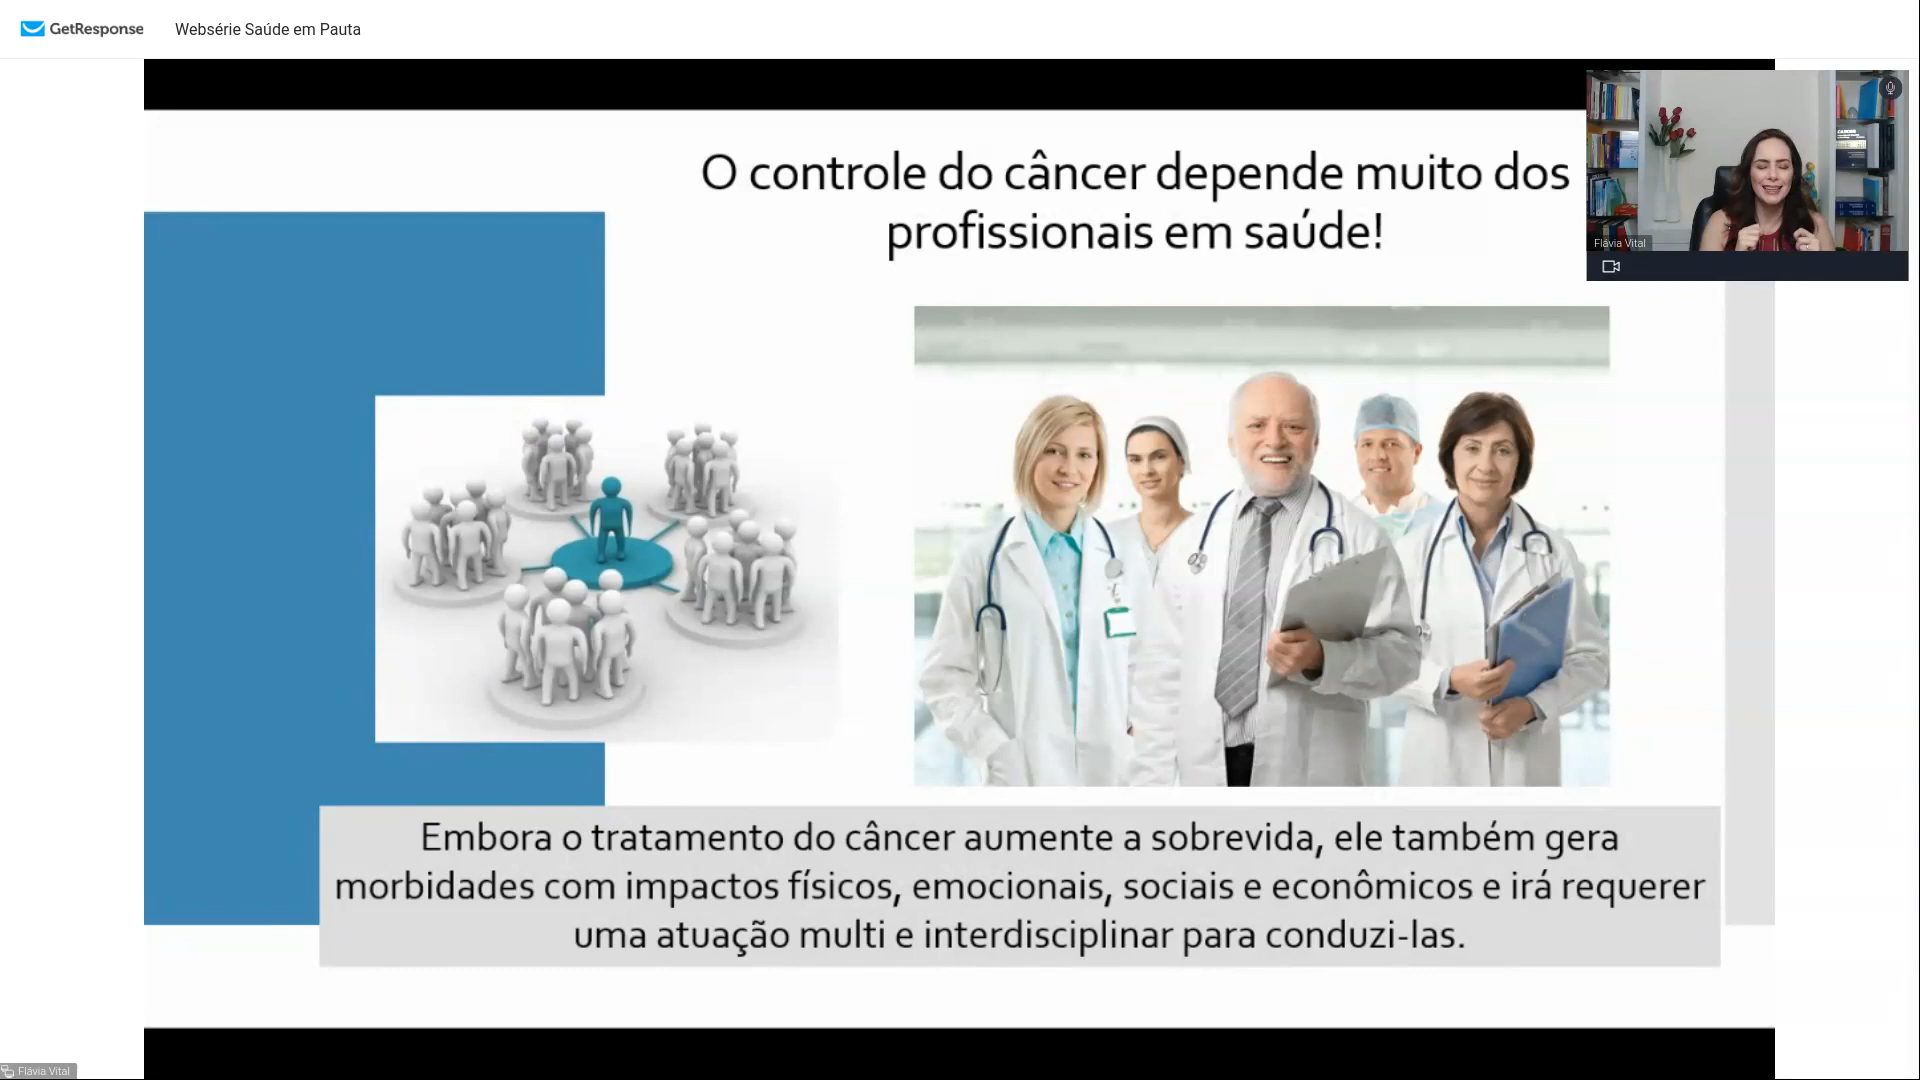 GetResponse
Websérie Saúde em Pauta
O controle do câncer depende muito dos
profissionais em saúde!
Flávia Vital
Embora o tratamento do câncer aumente a sobrevida, ele também gera
morbidades com impactos físicos, emocionais, sociais e econômicos e irá requerer
uma atuação multi e interdisciplinar para conduzi-las.
Flávia Vital